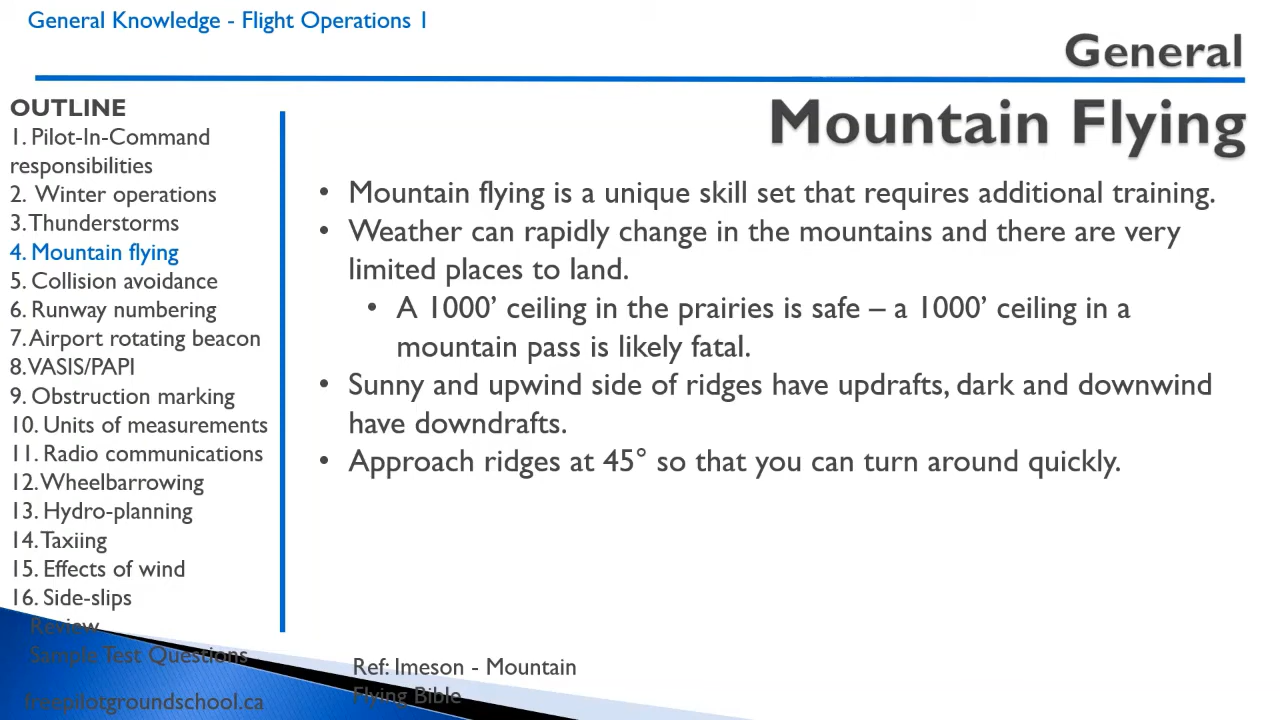 General Knowledge - Flight Operations 1
General
Mountain Flying
OUTLINE
1. Pilot-In-Command
responsibilities
2. Winter operations
3. Thunderstorms
4. Mountain flying
5. Collision avoidance
6. Runway numbering
7. Airport rotating beacon
8. VASIS/PAPI
9. Obstruction marking
10. Units of measurements
11. Radio communications
12. Wheelbarrowing
13. Hydro-planning
14. Taxiing
15. Effects of wind
16. Side-slips
Review
Sample Test Questions
freepilotgroundschool.ca
• Mountain flying is a unique skill set that requires additional training.
• Weather can rapidly change in the mountains and there are very
limited places to land.
• A 1000’ ceiling in the prairies is safe – a 1000’ ceiling in a
mountain pass is likely fatal.
• Sunny and upwind side of ridges have updrafts, dark and downwind
have downdrafts.
• Approach ridges at 45° so that you can turn around quickly.
Ref: Imeson - Mountain
Flying Bible